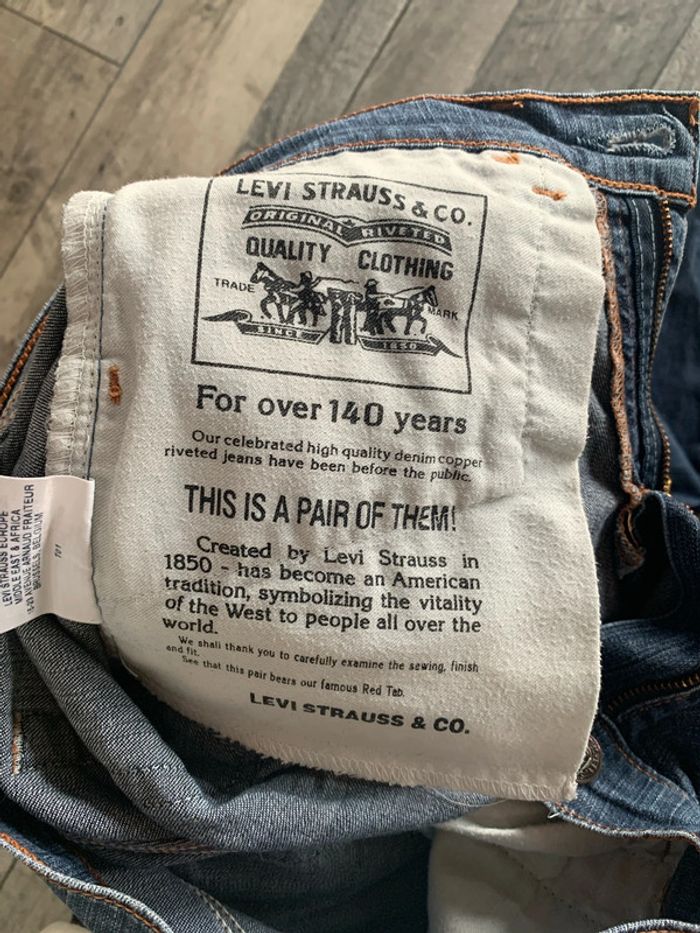 LEVI STRAUSS & CO.
ORIGINAL RIVETED
QUALITY CLOTHING
TRADE MARK
SINCE 1850
For over 140 years
Our celebrated high quality denim copper
riveted jeans have been before the public.
THIS IS A PAIR OF THEM!
Created by Levi Strauss in
1850 - has become an American
tradition, symbolizing the vitality
of the West to people all over the
world.
We shall thank you to carefully examine the sewing, finish
and fit.
See that this pair bears our famous Red Tab.
LEVI STRAUSS & CO.
LEVI STRAUSS EUROPE
MIDDLE EAST & AFRICA
AVENUE ARNAUD FRAITEUR
BRUSSELS, BELGIUM